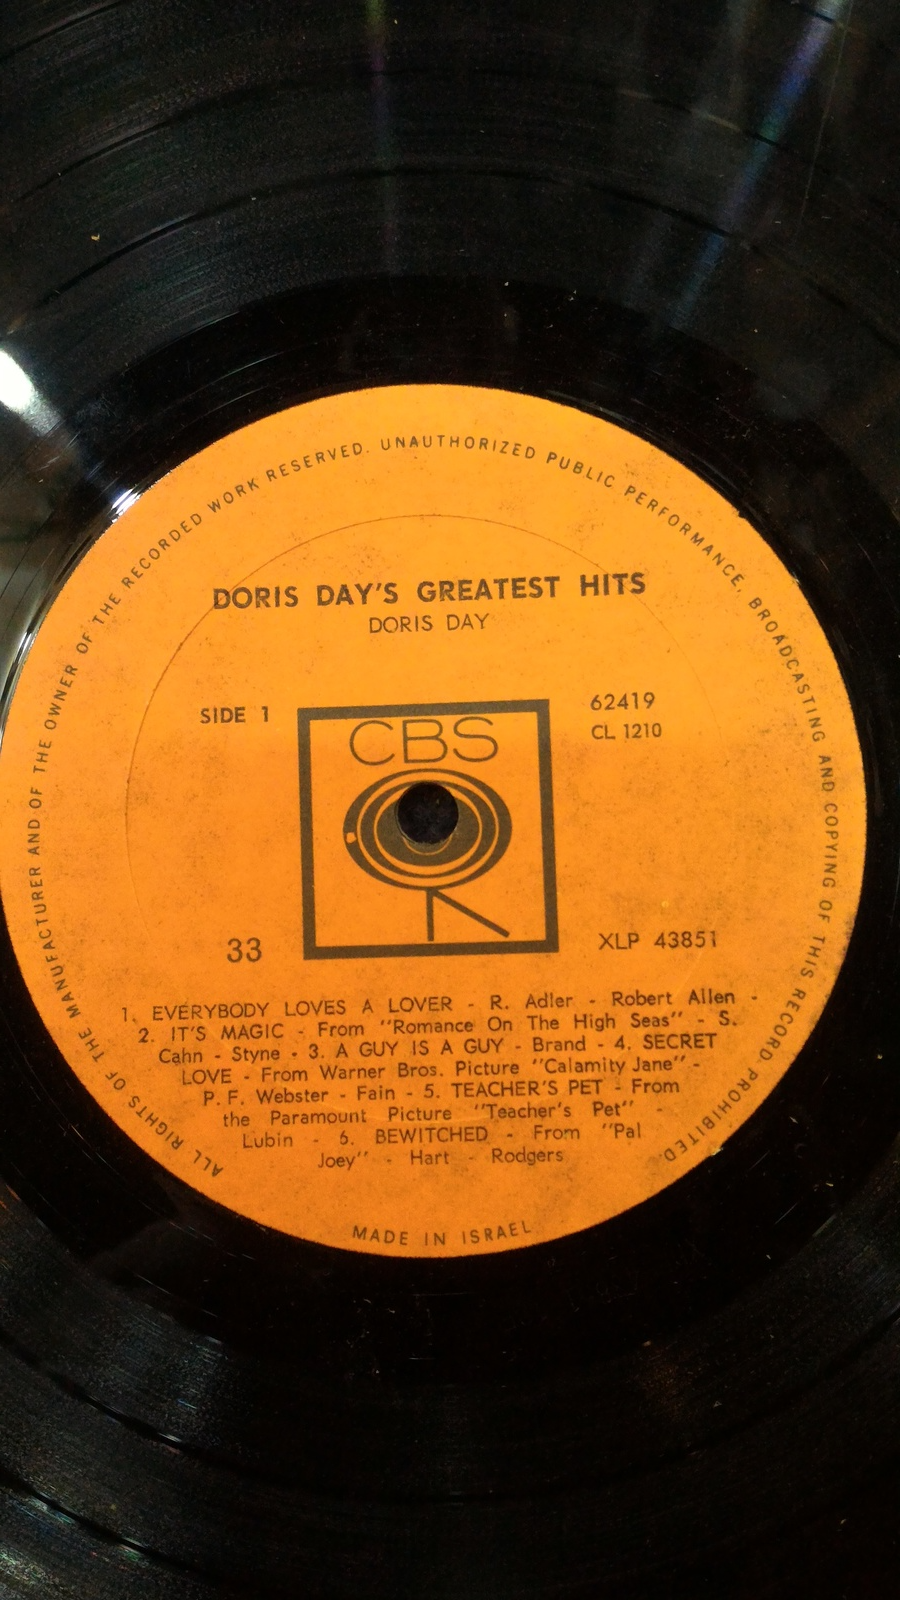 ALL RIGHTS OF THE MANUFACTURER AND OF THE OWNER OF THE RECORDED WORK RESERVED. UNAUTHORIZED PUBLIC PERFORMANCE, BROADCASTING AND COPYING OF THIS RECORD PROHIBITED.
DORIS DAY'S GREATEST HITS
DORIS DAY
SIDE 1
62419
CL 1210
CBS
33
XLP 43851
1. EVERYBODY LOVES A LOVER - R. Adler - Robert Allen -
2. IT'S MAGIC - From "Romance On The High Seas" - S.
Cahn - Styne - 3. A GUY IS A GUY - Brand - 4. SECRET
LOVE - From Warner Bros. Picture "Calamity Jane" -
P. F. Webster - Fain - 5. TEACHER'S PET - From
the Paramount Picture "Teacher's Pet" -
Lubin - 6. BEWITCHED - From "Pal
Joey" - Hart - Rodgers
MADE IN ISRAEL